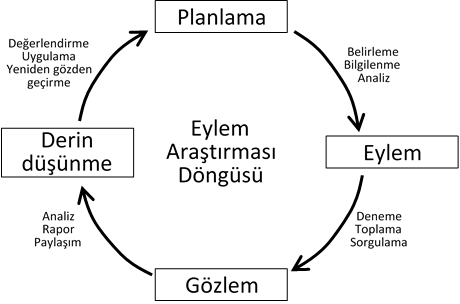 Planlama
Belirleme
Bilgilenme
Analiz
Eylem
Deneme
Toplama
Sorgulama
Gözlem
Analiz
Rapor
Paylaşım
Derin
düşünme
Değerlendirme
Uygulama
Yeniden gözden
geçirme
Eylem
Araştırması
Döngüsü